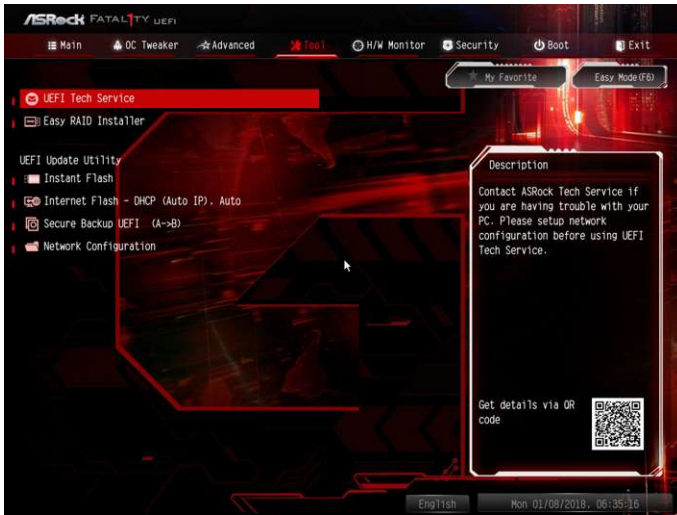 ASRock FATAL1TY UEFI
Main OC Tweaker Advanced Tool H/W Monitor Security Boot Exit
My Favorite Easy Mode(F6)
UEFI Tech Service
Easy RAID Installer
UEFI Update Utility
Instant Flash
Internet Flash - DHCP (Auto IP), Auto
Secure Backup UEFI (A->B)
Network Configuration
Description
Contact ASRock Tech Service if
you are having trouble with your
PC. Please setup network
configuration before using UEFI
Tech Service.
Get details via QR
code
English Mon 01/08/2018, 06:35:16